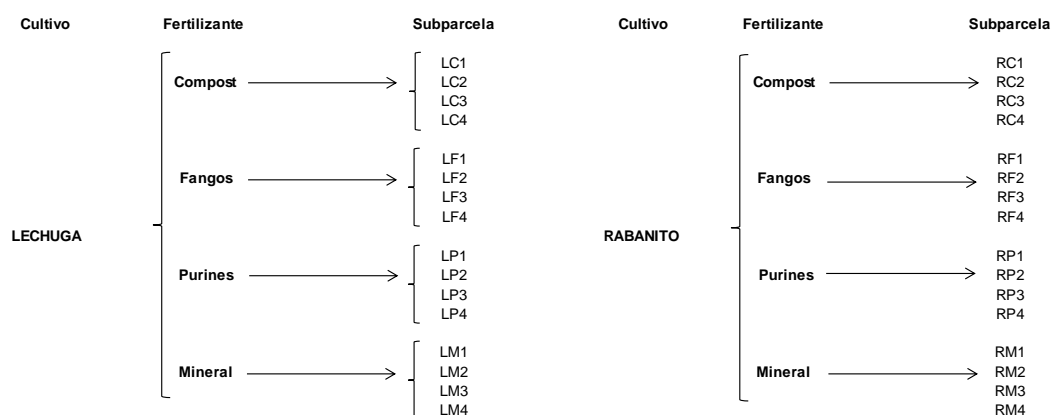 Cultivo Fertilizante Subparcela
LC1
Compost LC2
LC3
LC4
LF1
Fangos LF2
LF3
LF4
LECHUGA
LP1
Purines LP2
LP3
LP4
LM1
Mineral LM2
LM3
LM4
Cultivo Fertilizante Subparcela
RC1
Compost RC2
RC3
RC4
RF1
Fangos RF2
RF3
RF4
RABANITO
RP1
Purines RP2
RP3
RP4
RM1
Mineral RM2
RM3
RM4